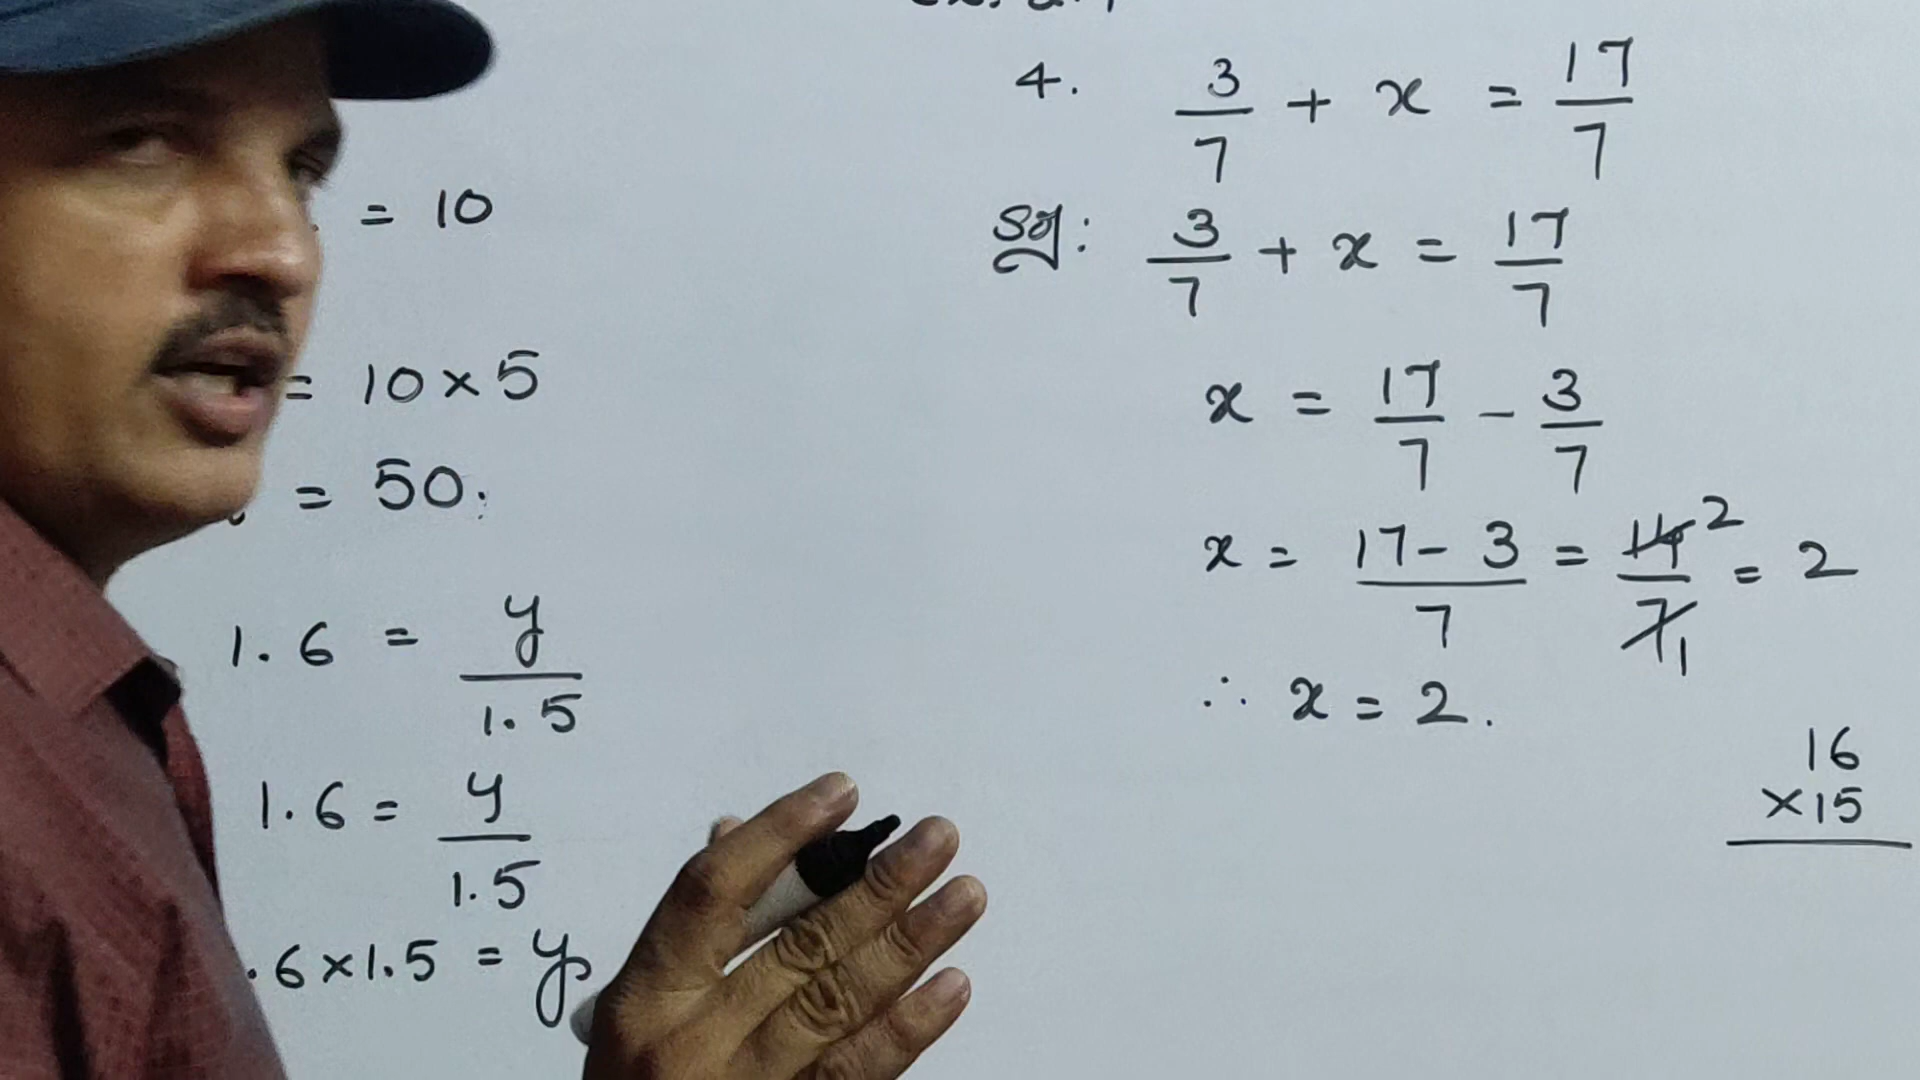 = 10
= 10 × 5
= 50.
1.6 = y/1.5
1.6 = y/1.5
.6 × 1.5 = y
4. 3/7 + x = 17/7
Sol: 3/7 + x = 17/7
x = 17/7 - 3/7
x = 17-3/7 = 14 2/7 1 = 2
∴ x = 2.
16
×15